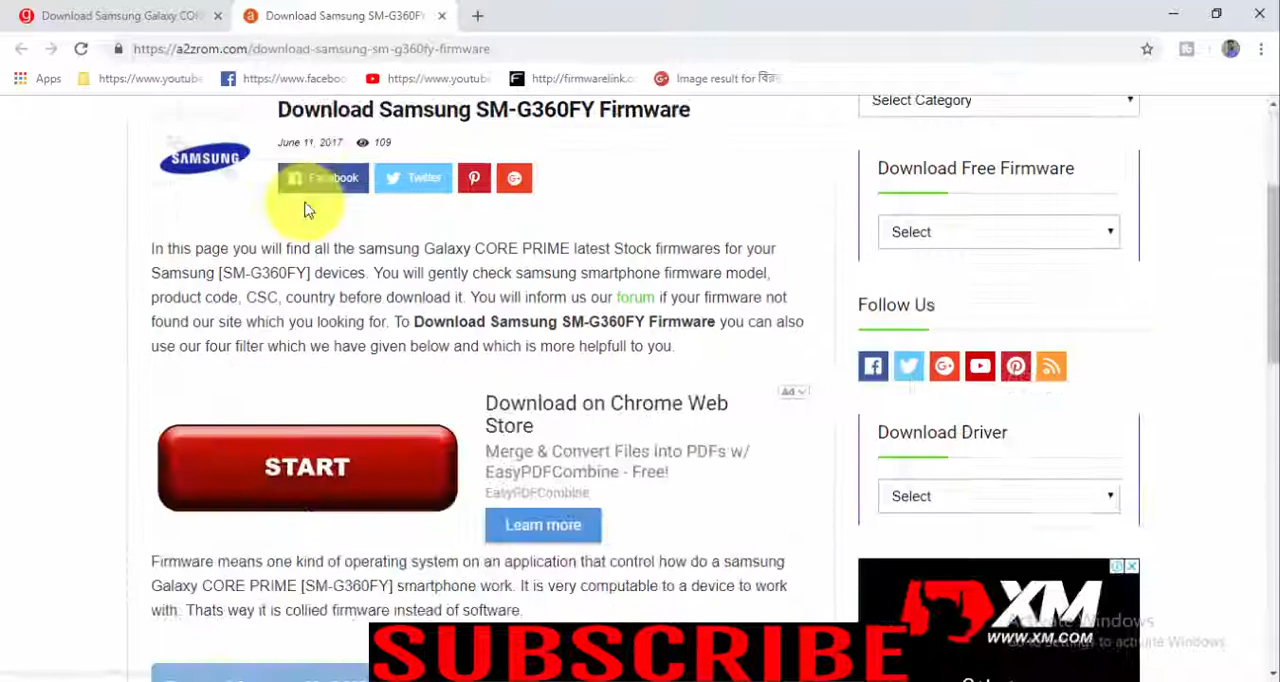 Download Samsung Galaxy COR
Download Samsung SM-G360FY
https://a2zrom.com/download-samsung-sm-g360fy-firmware
Apps
https://www.youtube
https://www.faceboo
https://www.youtub
http://firmwarelink.c
Image result for
Download Samsung SM-G360FY Firmware
Select Category
SAMSUNG
June 11, 2017
109
Facebook
Twitter
Download Free Firmware
Select
In this page you will find all the samsung Galaxy CORE PRIME latest Stock firmwares for your
Samsung [SM-G360FY] devices. You will gently check samsung smartphone firmware model,
product code, CSC, country before download it. You will inform us our forum if your firmware not
found our site which you looking for. To Download Samsung SM-G360FY Firmware you can also
use our four filter which we have given below and which is more helpfull to you.
Follow Us
Ad
Download on Chrome Web
Store
Merge & Convert Files into PDFs w/
EasyPDFCombine - Free!
EasyPDFCombine
Learn more
START
Download Driver
Select
Firmware means one kind of operating system on an application that control how do a samsung
Galaxy CORE PRIME [SM-G360FY] smartphone work. It is very computable to a device to work
with. Thats way it is collied firmware instead of software.
XM
WWW.XM.COM
Activate Windows
Go to Settings to activate Windows.
SUBSCRIBE